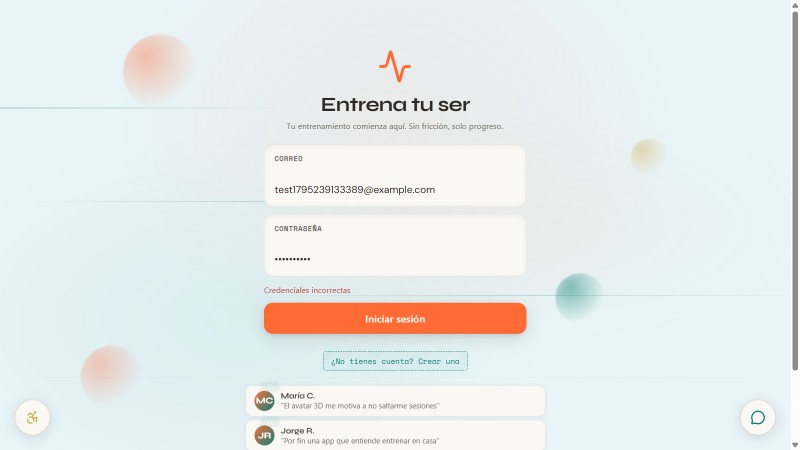 Entrena tu ser
Tu entrenamiento comienza aquí. Sin fricción, solo progreso.
CORREO
test1795239133389@example.com
CONTRASEÑA
••••••••••
Credenciales incorrectas
Iniciar sesión
¿No tienes cuenta? Crear una
MC
María C.
"El avatar 3D me motiva a no saltarme sesiones"
JR
Jorge R.
"Por fin una app que entiende entrenar en casa"